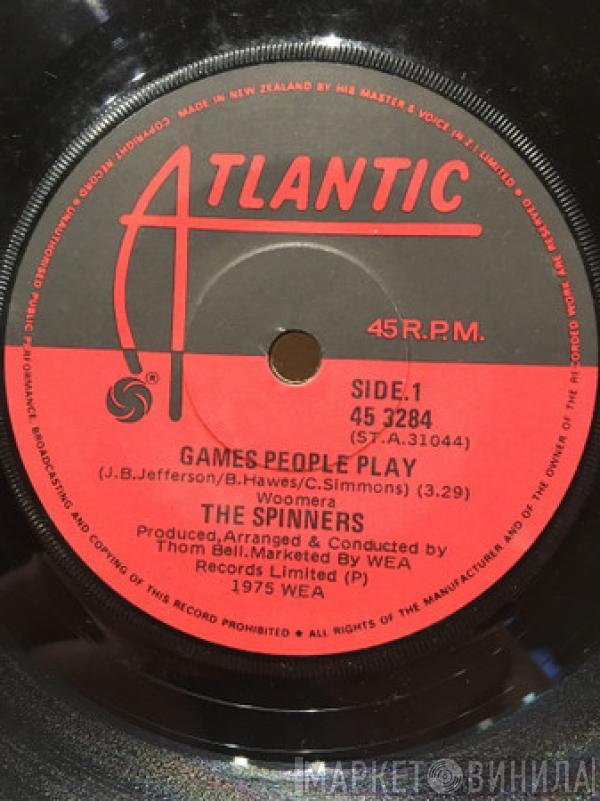 COPYRIGHT RECORD ★ UNAUTHORISED PUBLIC PERFORMANCE, BROADCASTING AND COPYING OF THIS RECORD PROHIBITED ★ ALL RIGHTS OF THE MANUFACTURER AND OF THE OWNER OF THE RECORDED WORK ARE RESERVED ★
MADE IN NEW ZEALAND BY HIS MASTER'S VOICE (N.Z.) LIMITED
ATLANTIC
®
45 R.P.M.
SIDE.1
45 3284
(ST.A.31044)
GAMES PEOPLE PLAY
(J.B.Jefferson/B.Hawes/C.Simmons) (3.29)
Woomera
THE SPINNERS
Produced,Arranged & Conducted by
Thom Bell.Marketed By WEA
Records Limited (P)
1975 WEA
МАРКЕТ ВИНИЛА